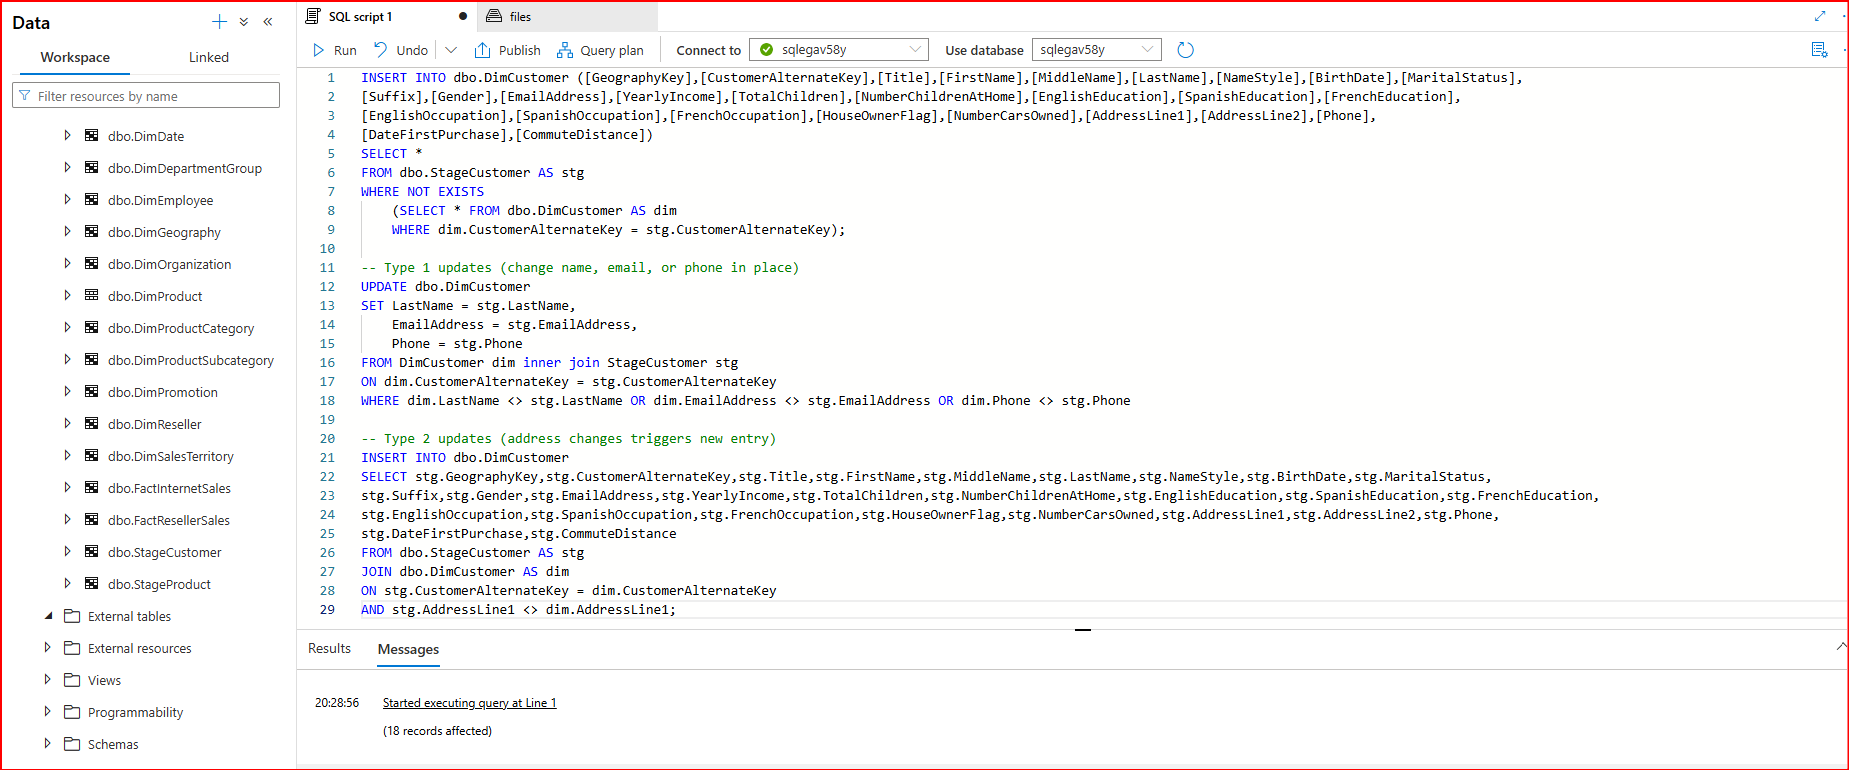 Data
Workspace
Linked
Filter resources by name
dbo.DimDate
dbo.DimDepartmentGroup
dbo.DimEmployee
dbo.DimGeography
dbo.DimOrganization
dbo.DimProduct
dbo.DimProductCategory
dbo.DimProductSubcategory
dbo.DimPromotion
dbo.DimReseller
dbo.DimSalesTerritory
dbo.FactInternetSales
dbo.FactResellerSales
dbo.StageCustomer
dbo.StageProduct
External tables
External resources
Views
Programmability
Schemas
SQL script 1
files
Run Undo Publish Query plan Connect to sqlegav58y Use database sqlegav58y
1 INSERT INTO dbo.DimCustomer ([GeographyKey],[CustomerAlternateKey],[Title],[FirstName],[MiddleName],[LastName],[NameStyle],[BirthDate],[MaritalStatus],
2 [Suffix],[Gender],[EmailAddress],[YearlyIncome],[TotalChildren],[NumberChildrenAtHome],[EnglishEducation],[SpanishEducation],[FrenchEducation],
3 [EnglishOccupation],[SpanishOccupation],[FrenchOccupation],[HouseOwnerFlag],[NumberCarsOwned],[AddressLine1],[AddressLine2],[Phone],
4 [DateFirstPurchase],[CommuteDistance])
5 SELECT *
6 FROM dbo.StageCustomer AS stg
7 WHERE NOT EXISTS
8 (SELECT * FROM dbo.DimCustomer AS dim
9 WHERE dim.CustomerAlternateKey = stg.CustomerAlternateKey);
10
11 -- Type 1 updates (change name, email, or phone in place)
12 UPDATE dbo.DimCustomer
13 SET LastName = stg.LastName,
14 EmailAddress = stg.EmailAddress,
15 Phone = stg.Phone
16 FROM DimCustomer dim inner join StageCustomer stg
17 ON dim.CustomerAlternateKey = stg.CustomerAlternateKey
18 WHERE dim.LastName <> stg.LastName OR dim.EmailAddress <> stg.EmailAddress OR dim.Phone <> stg.Phone
19
20 -- Type 2 updates (address changes triggers new entry)
21 INSERT INTO dbo.DimCustomer
22 SELECT stg.GeographyKey,stg.CustomerAlternateKey,stg.Title,stg.FirstName,stg.MiddleName,stg.LastName,stg.NameStyle,stg.BirthDate,stg.MaritalStatus,
23 stg.Suffix,stg.Gender,stg.EmailAddress,stg.YearlyIncome,stg.TotalChildren,stg.NumberChildrenAtHome,stg.EnglishEducation,stg.SpanishEducation,stg.FrenchEducation,
24 stg.EnglishOccupation,stg.SpanishOccupation,stg.FrenchOccupation,stg.HouseOwnerFlag,stg.NumberCarsOwned,stg.AddressLine1,stg.AddressLine2,stg.Phone,
25 stg.DateFirstPurchase,stg.CommuteDistance
26 FROM dbo.StageCustomer AS stg
27 JOIN dbo.DimCustomer AS dim
28 ON stg.CustomerAlternateKey = dim.CustomerAlternateKey
29 AND stg.AddressLine1 <> dim.AddressLine1;
Results Messages
20:28:56 Started executing query at Line 1
(18 records affected)